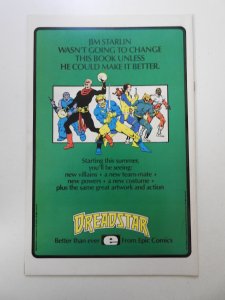 JIM STARLIN
WASN'T GOING TO CHANGE
THIS BOOK UNLESS
HE COULD MAKE IT BETTER.
Starting this summer,
you'll be seeing:
new villains • a new team-mate •
new powers • a new costume •
plus the same great artwork and action
DREADSTAR
Better than ever e From Epic Comics